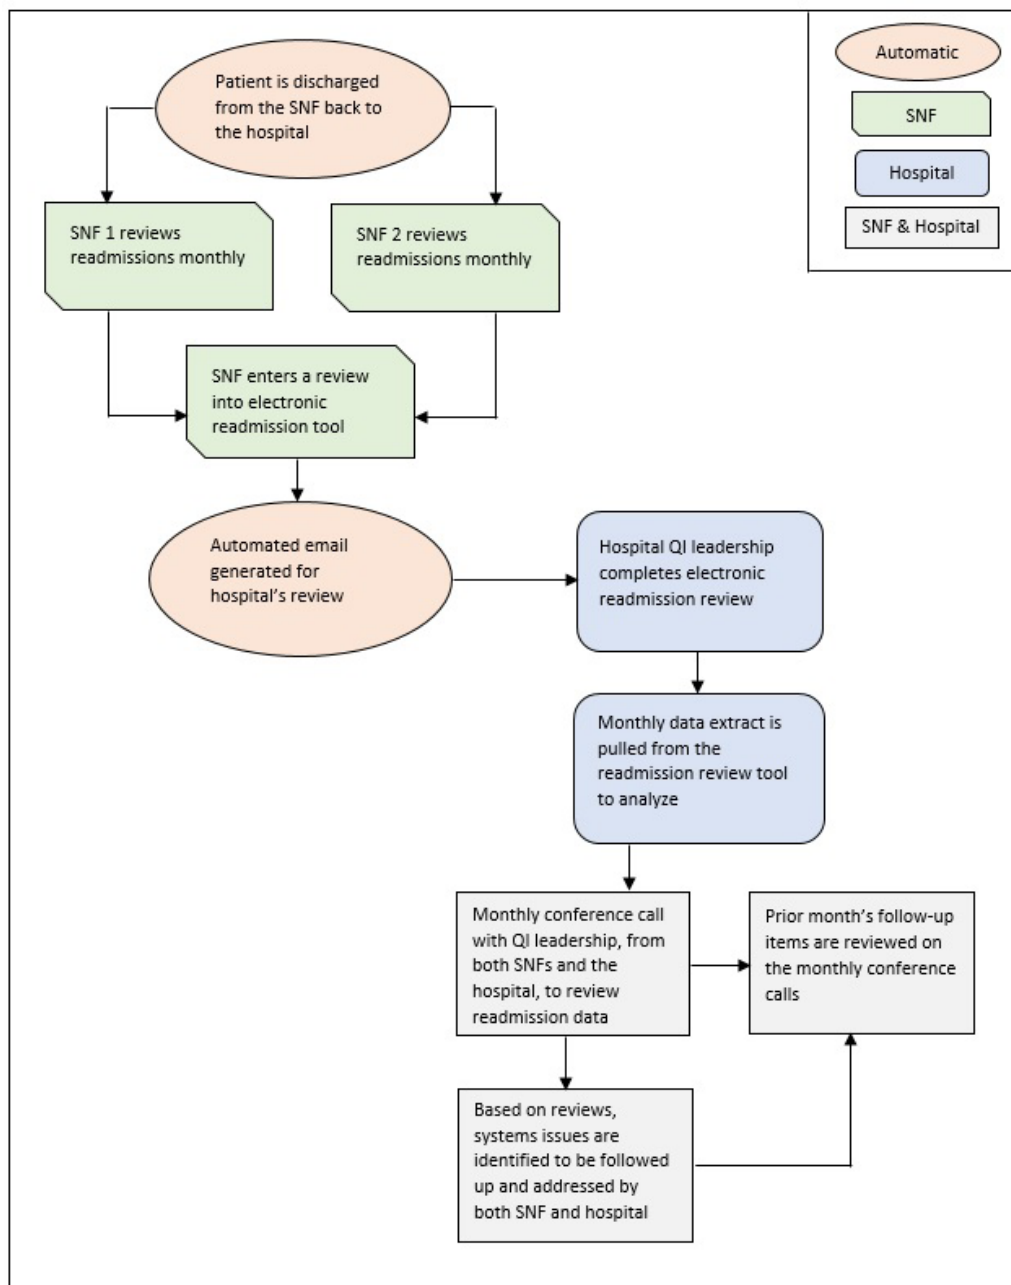 Patient is discharged
from the SNF back to
the hospital
Automatic
SNF
Hospital
SNF & Hospital
SNF 1 reviews
readmissions monthly
SNF 2 reviews
readmissions monthly
SNF enters a review
into electronic
readmission tool
Automated email
generated for
hospital's review
Hospital QI leadership
completes electronic
readmission review
Monthly data extract is
pulled from the
readmission review tool
to analyze
Monthly conference call
with QI leadership, from
both SNFs and the
hospital, to review
readmission data
Prior month's follow-up
items are reviewed on
the monthly conference
calls
Based on reviews,
systems issues are
identified to be followed
up and addressed by
both SNF and hospital